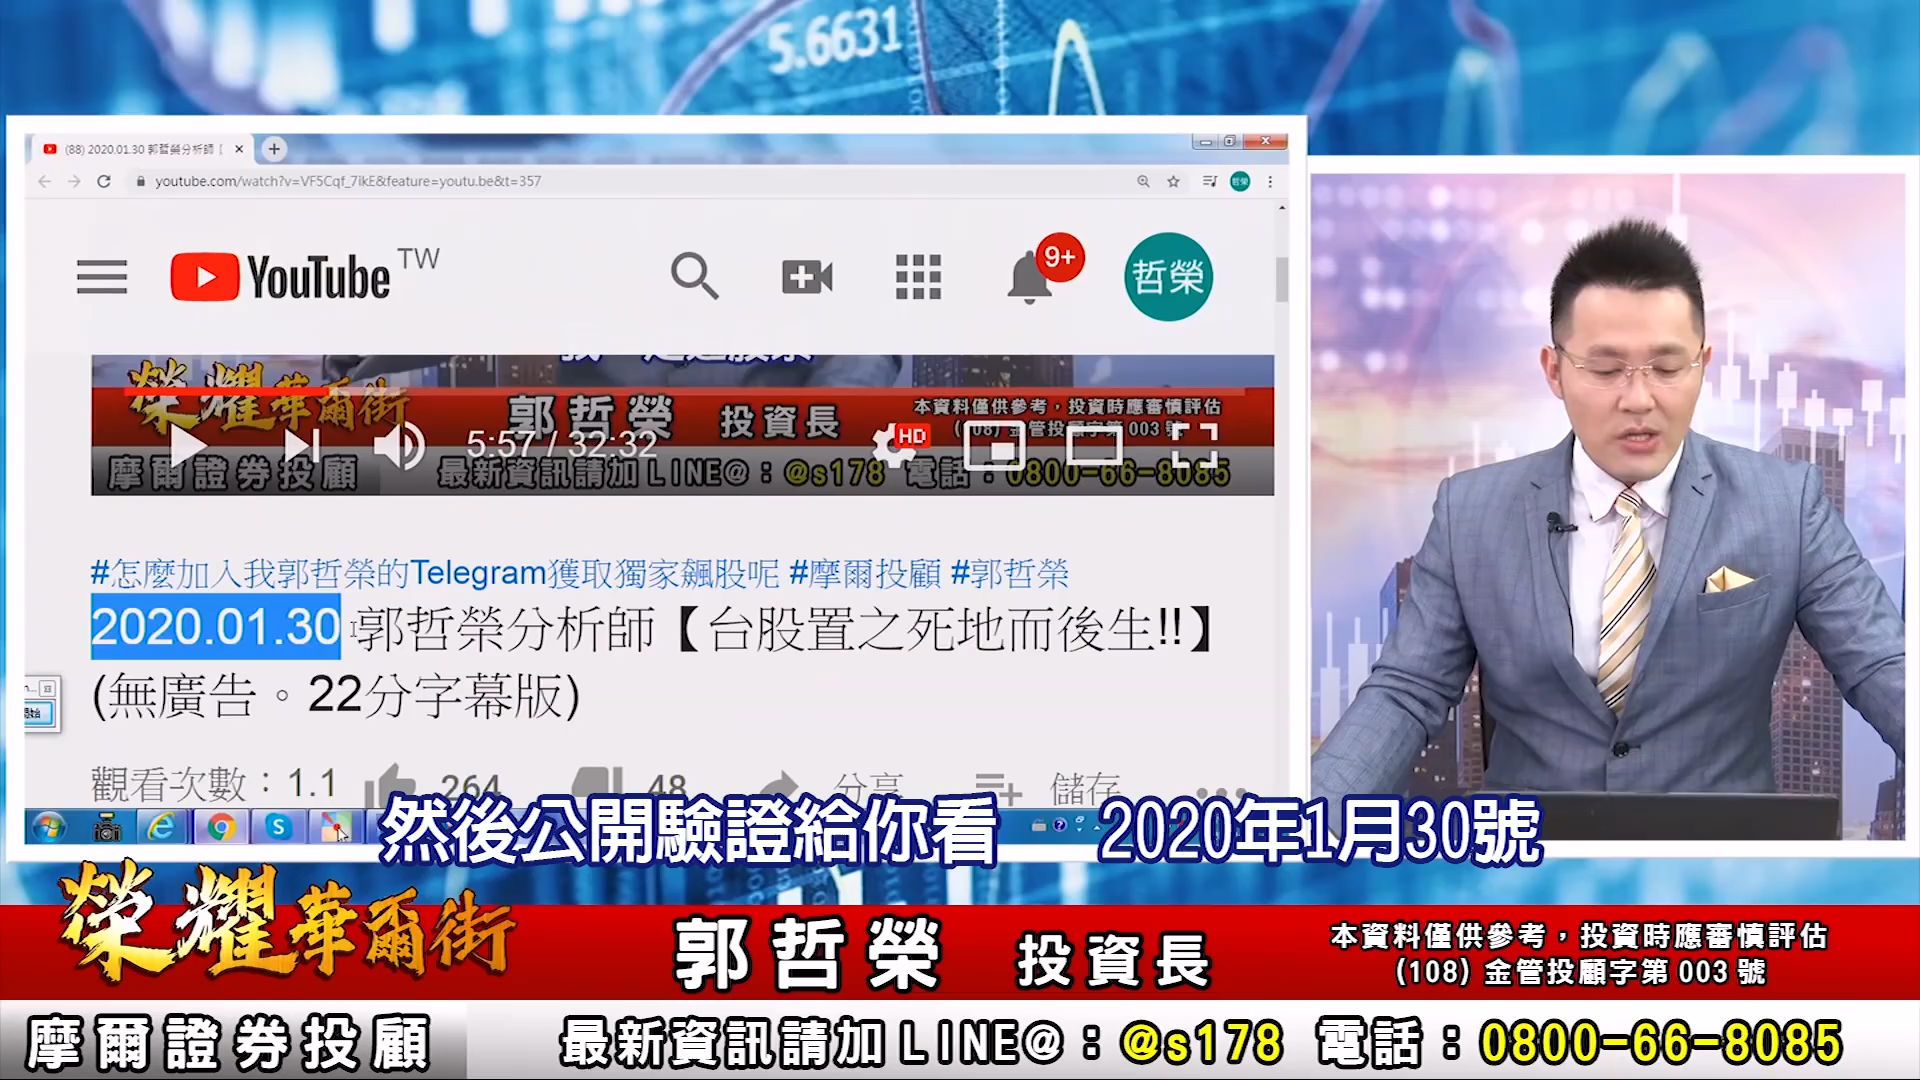 5.6631
(88) 2020.01.30 郭哲榮分析師
youtube.com/watch?v=VF5Cqf_7lkE&feature=youtu.be&t=357
YouTube TW
9+
哲榮
榮耀華爾街
郭哲榮 投資長
本資料僅供參考，投資時應審慎評估
(108) 金管投顧字第 003 號
5:57 / 32:32
HD
摩爾證券投顧
最新資訊請加LINE@：@s178 電話：0800-66-8085
#怎麼加入我郭哲榮的Telegram獲取獨家飆股呢 #摩爾投顧 #郭哲榮
2020.01.30 郭哲榮分析師【台股置之死地而後生!!】
(無廣告。22分字幕版)
觀看次數：1.1
264
48
分享
儲存
然後公開驗證給你看 2020年1月30號
榮耀華爾街
郭哲榮 投資長
本資料僅供參考，投資時應審慎評估
(108) 金管投顧字第 003 號
摩爾證券投顧
最新資訊請加LINE@：@s178 電話：0800-66-8085